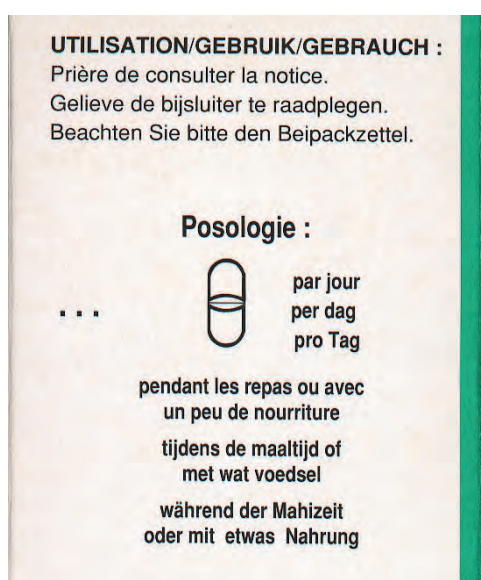 UTILISATION/GEBRUIK/GEBRAUCH :
Prière de consulter la notice.
Gelieve de bijsluiter te raadplegen.
Beachten Sie bitte den Beipackzettel.
Posologie :
par jour
... per dag
pro Tag
pendant les repas ou avec
un peu de nourriture
tijdens de maaltijd of
met wat voedsel
während der Mahizeit
oder mit etwas Nahrung